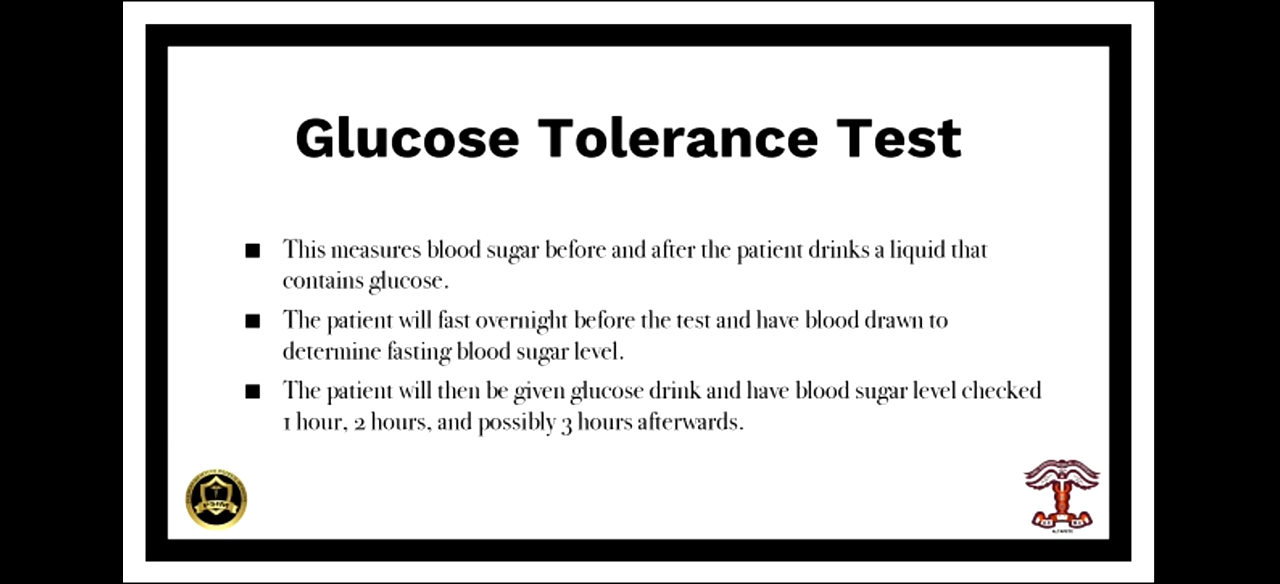 Glucose Tolerance Test
This measures blood sugar before and after the patient drinks a liquid that
contains glucose.
The patient will fast overnight before the test and have blood drawn to
determine fasting blood sugar level.
The patient will then be given glucose drink and have blood sugar level checked
1 hour, 2 hours, and possibly 3 hours afterwards.